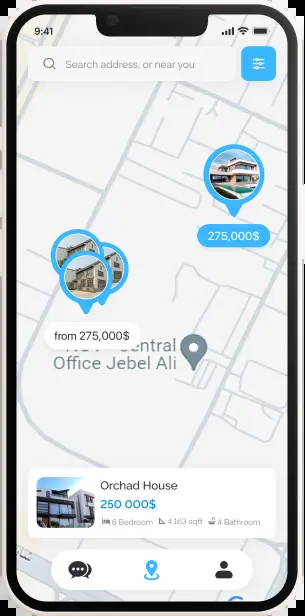 9:41
Search address, or near you
275,000$
from 275,000$
Central
Office Jebel Ali
Orchad House
250 000$
6 Bedroom 4.163 sqft 4 Bathroom